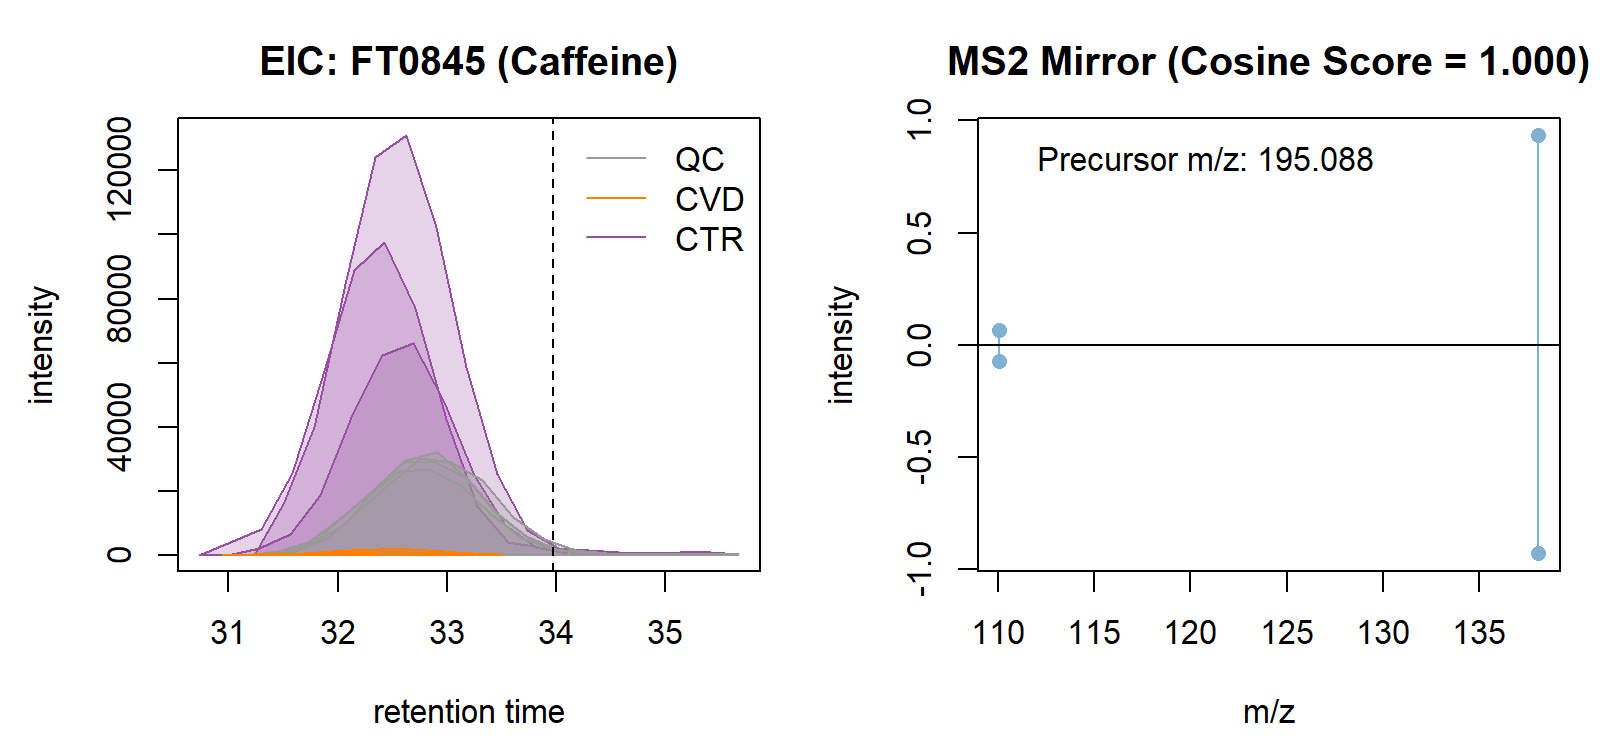 EIC: FT0845 (Caffeine)
intensity
0
40000
80000
120000
QC
CVD
CTR
31 32 33 34 35
retention time
MS2 Mirror (Cosine Score = 1.000)
intensity
-1.0
-0.5
0.0
0.5
1.0
Precursor m/z: 195.088
110 115 120 125 130 135
m/z